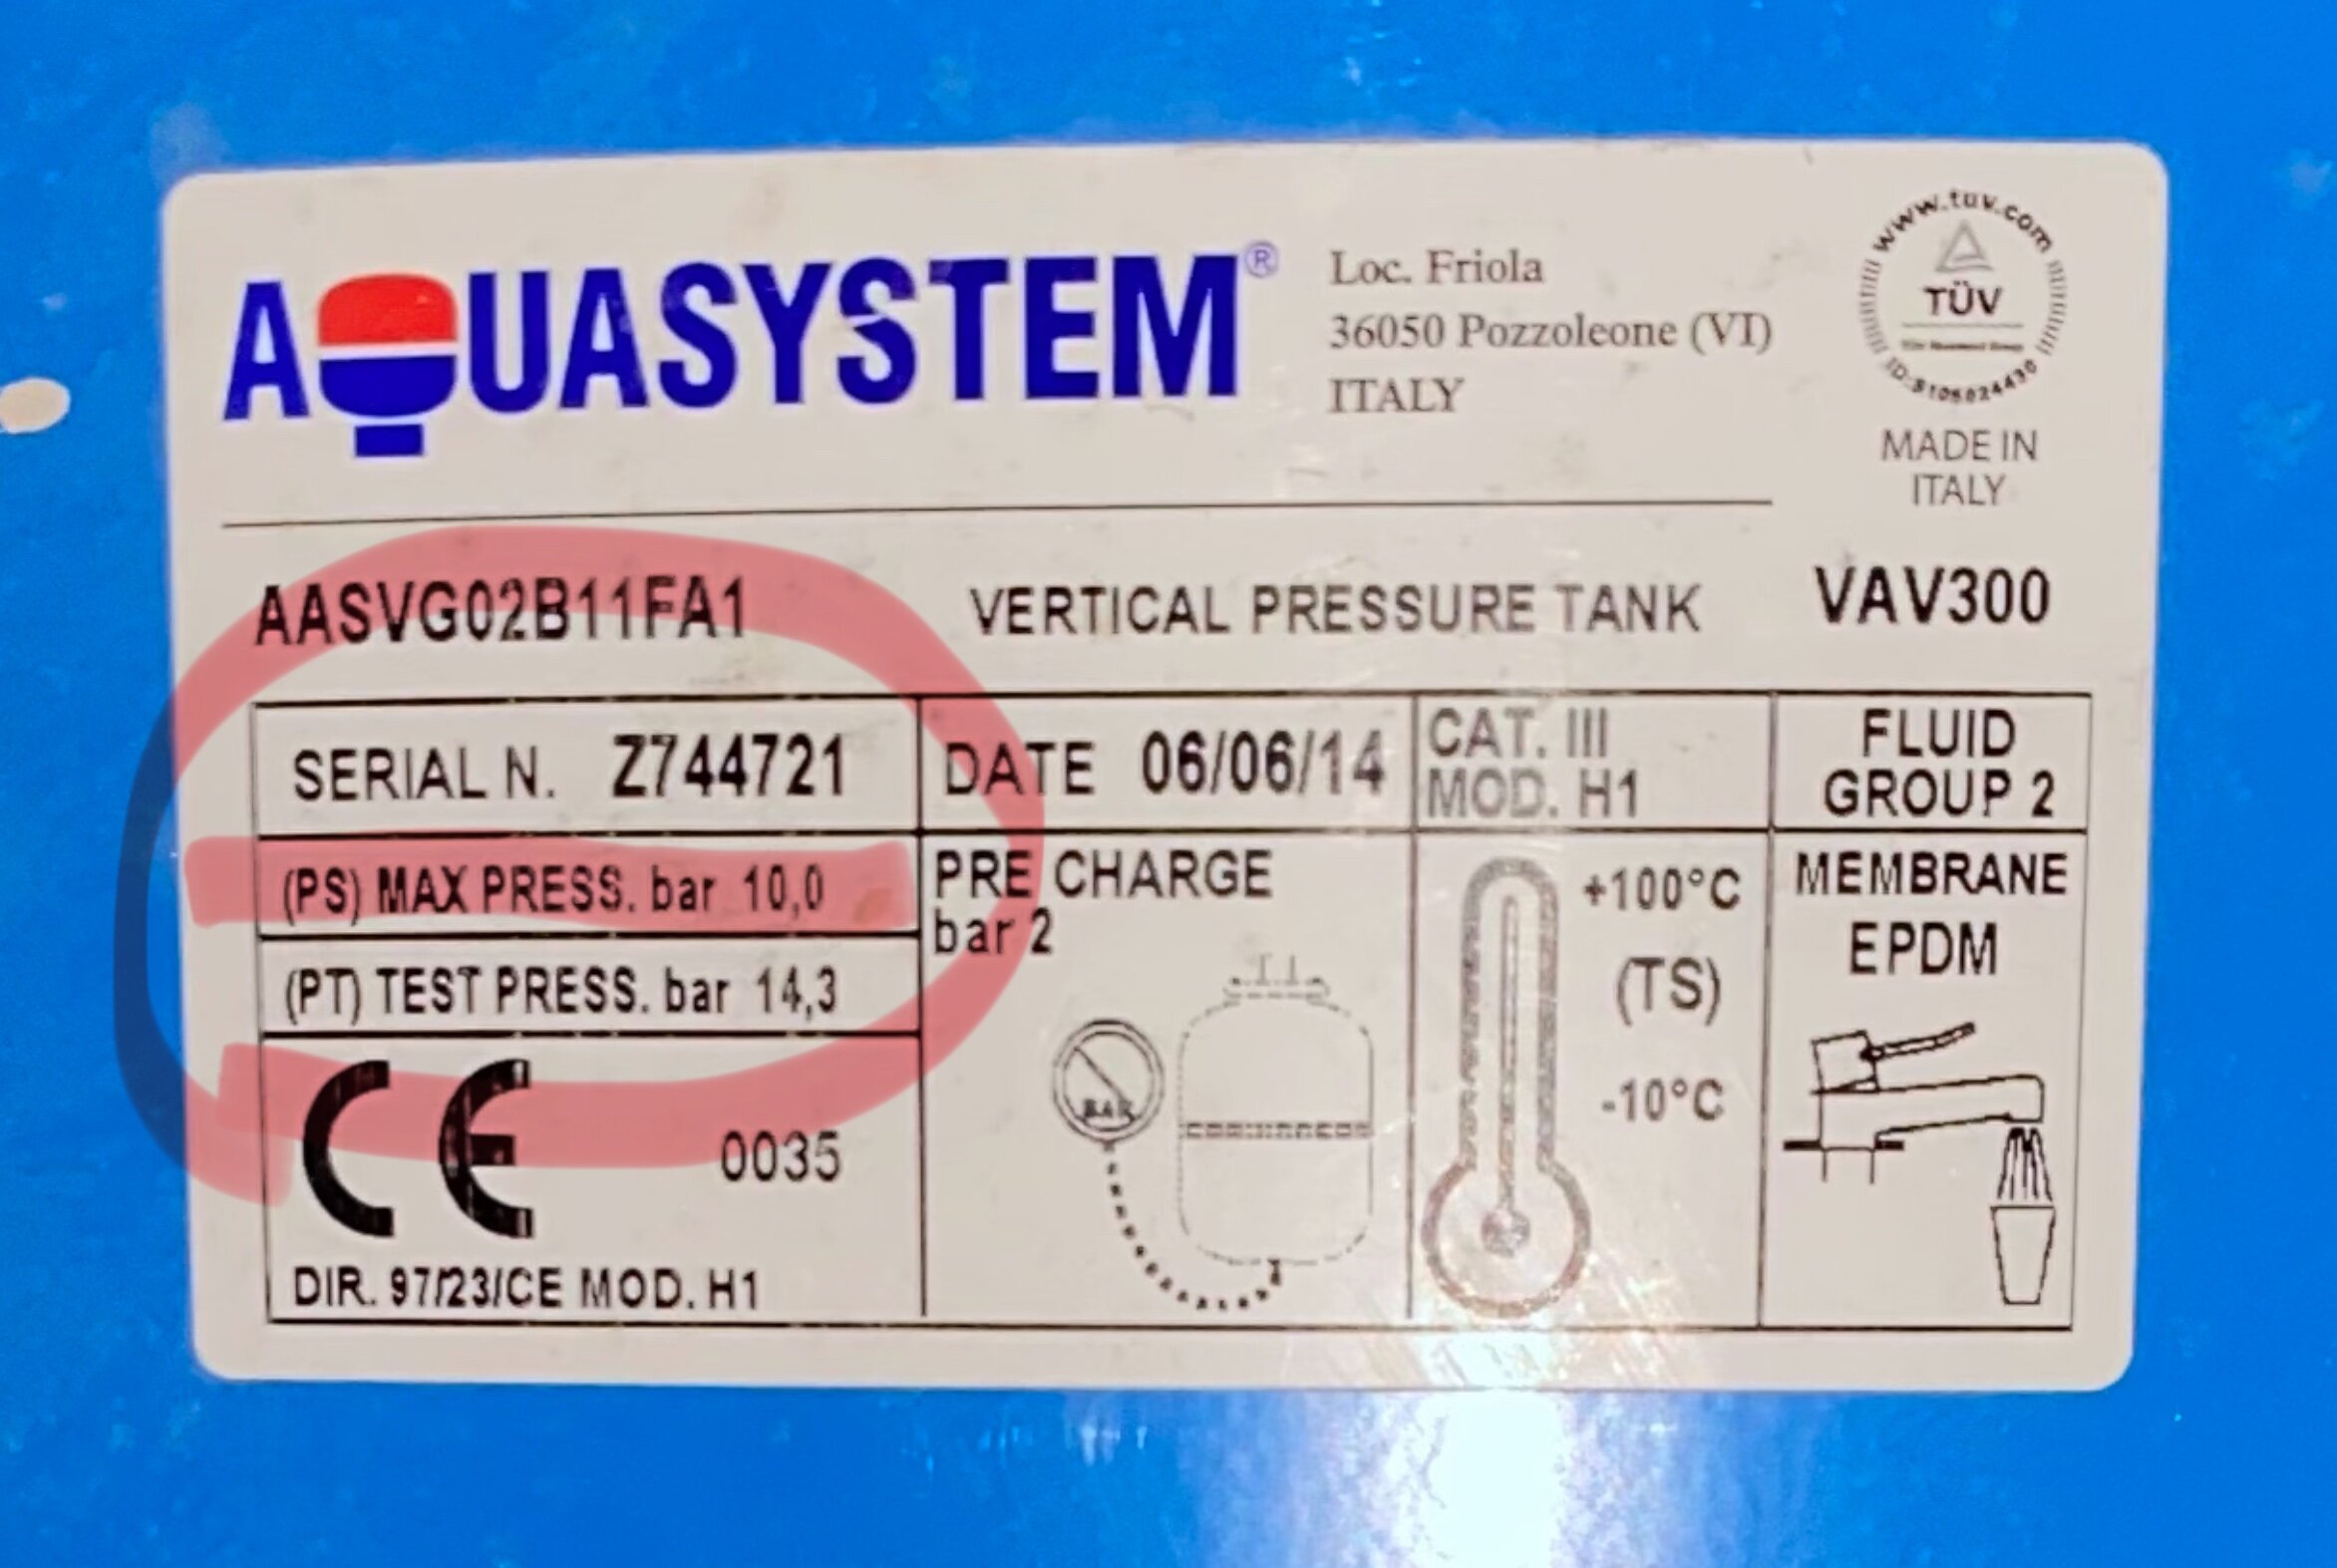 AQUASYSTEM®
Loc. Friola
36050 Pozzoleone (VI)
ITALY
www.tuv.com
TÜV
MADE IN
ITALY
AASVG02B11FA1 VERTICAL PRESSURE TANK VAV300
SERIAL N. Z744721
DATE 06/06/14
CAT. III
MOD. H1
FLUID
GROUP 2
(PS) MAX PRESS. bar 10,0
(PT) TEST PRESS. bar 14,3
CE 0035
DIR. 97/23/CE MOD. H1
PRE CHARGE
bar 2
BAR
+100°C
(TS)
-10°C
MEMBRANE
EPDM